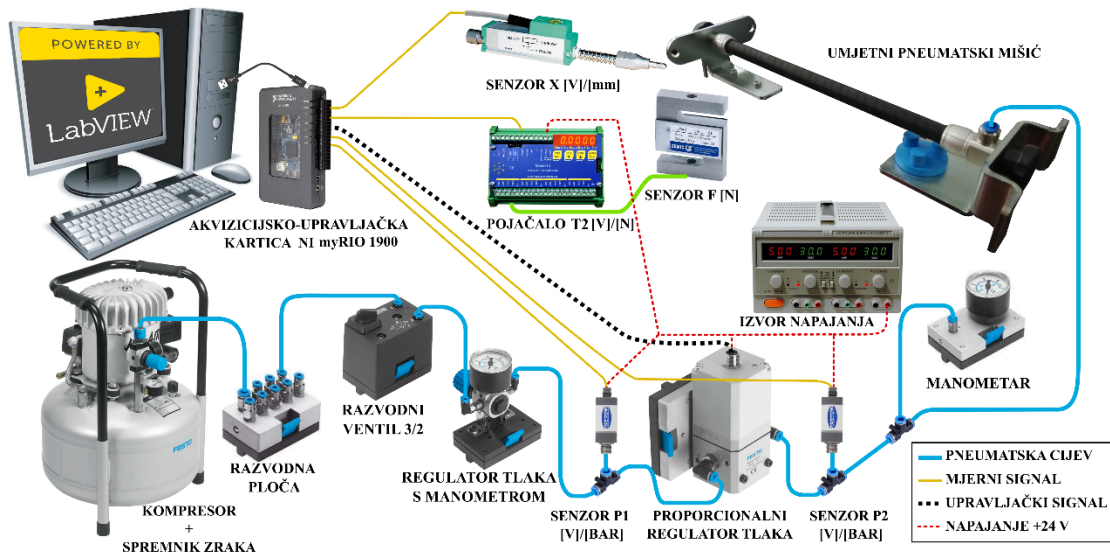 POWERED BY
LabVIEW
SENZOR X [V]/[mm]
UMJETNI PNEUMATSKI MIŠIĆ
0.0000
SENZOR F [N]
AKVIZICIJSKO-UPRAVLJAČKA
KARTICA NI myRIO 1900
POJAČALO T2 [V]/[N]
5.00 30.0 5.00 30.0
IZVOR NAPAJANJA
MANOMETAR
FESTO
KOMPRESOR
+
SPREMNIK ZRAKA
FESTO
RAZVODNA
PLOČA
RAZVODNI
VENTIL 3/2
REGULATOR TLAKA
S MANOMETROM
SENZOR P1
[V]/[BAR]
FESTO
PROPORCIONALNI
REGULATOR TLAKA
SENZOR P2
[V]/[BAR]
PNEUMATSKA CIJEV
MJERNI SIGNAL
UPRAVLJAČKI SIGNAL
NAPAJANJE +24 V